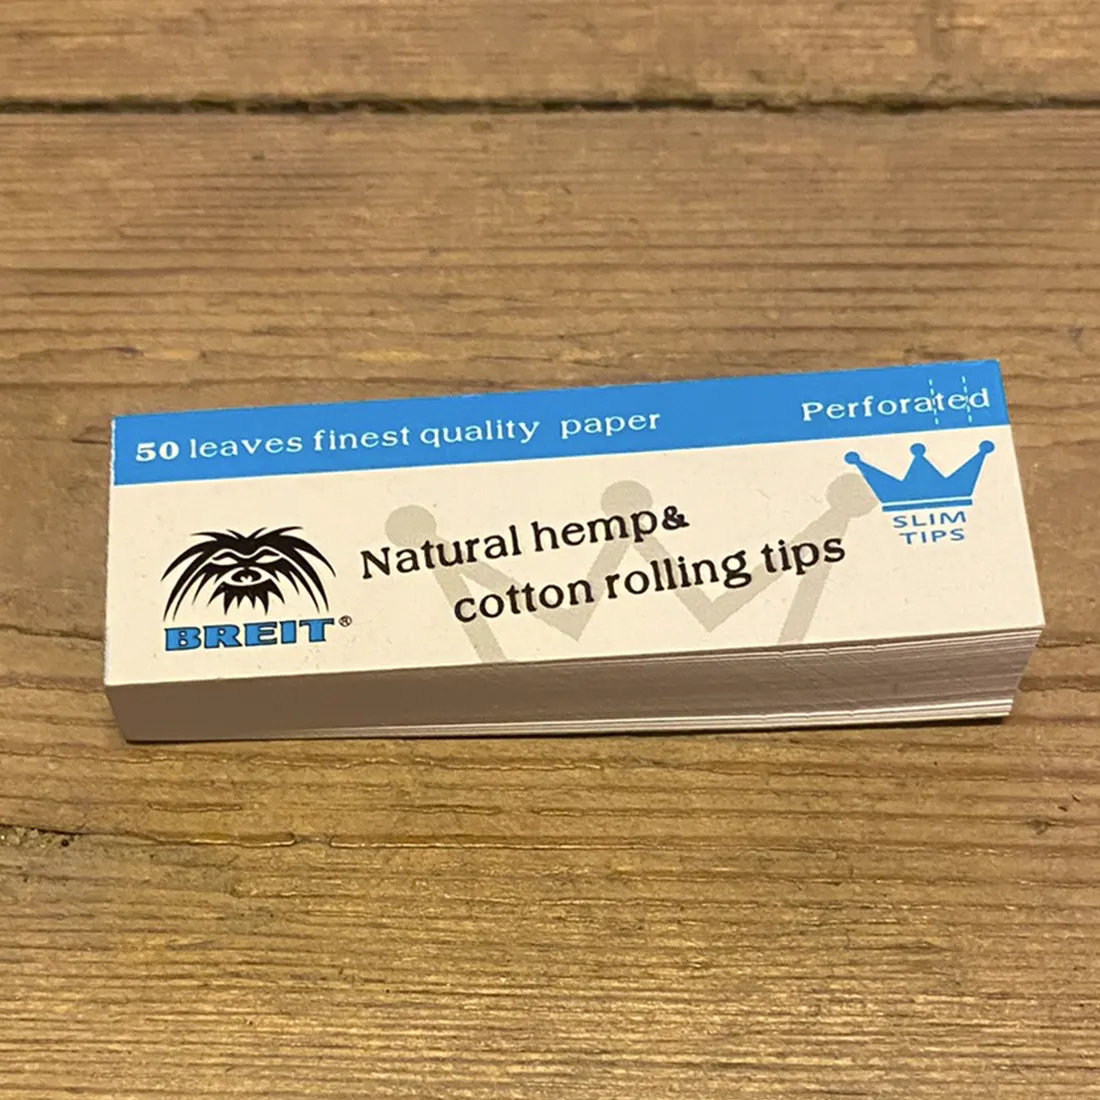 50 leaves finest quality paper
Perforated
SLIM
TIPS
Natural hemp&
cotton rolling tips
BREIT®